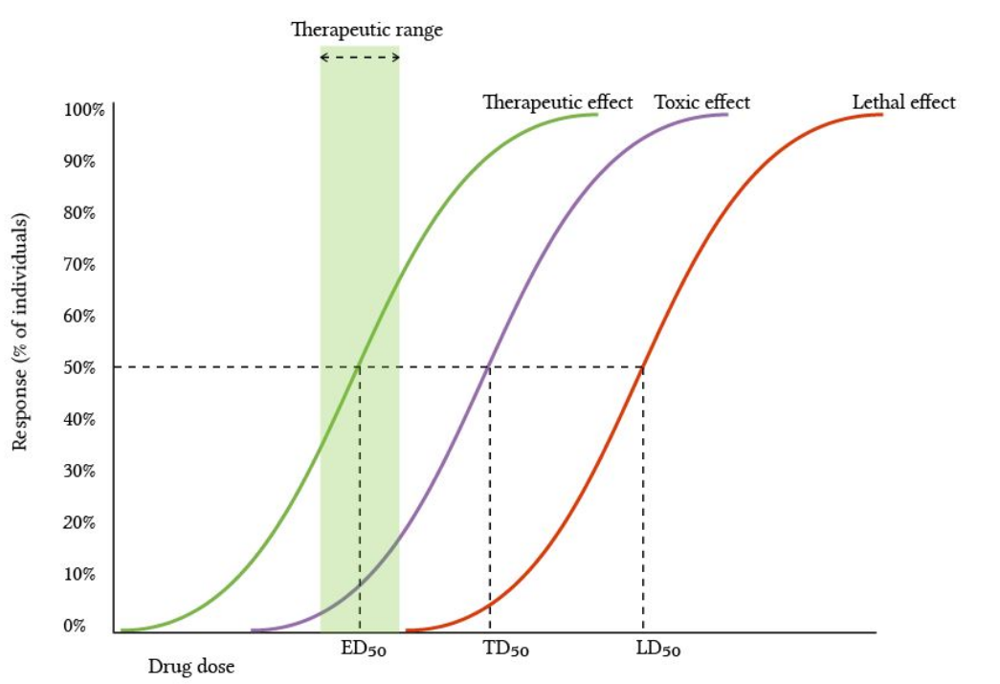 Therapeutic range
Therapeutic effect
Toxic effect
Lethal effect
100%
90%
80%
70%
60%
50%
40%
30%
20%
10%
0%
Response (% of individuals)
ED50
TD50
LD50
Drug dose